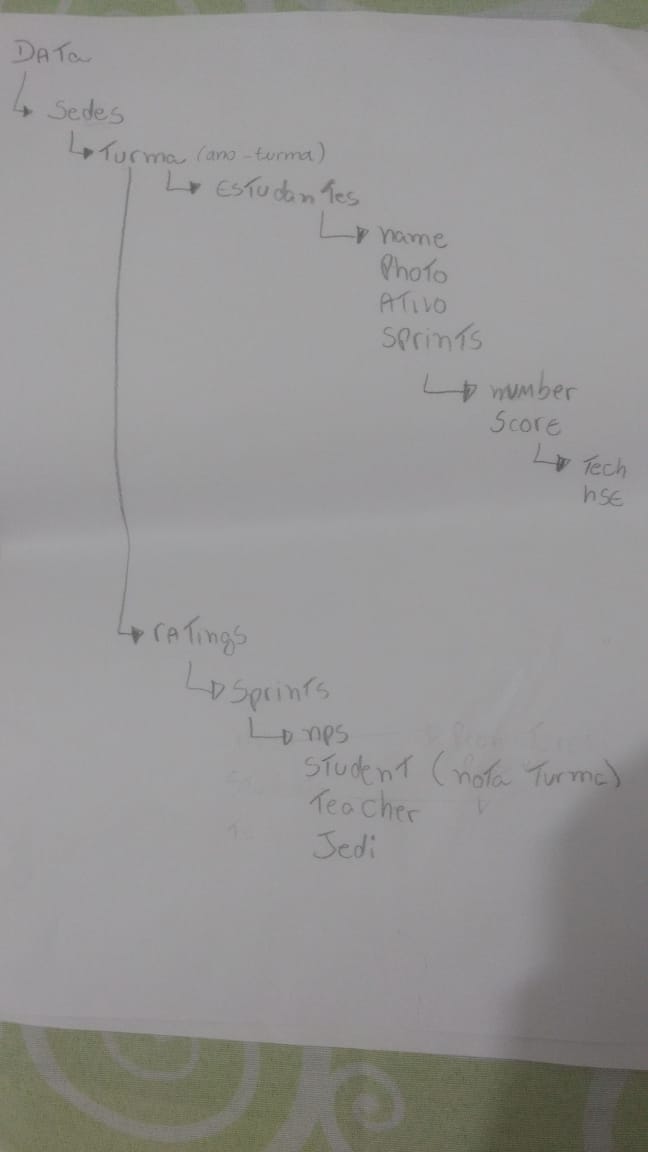 DATA
Sedes
Turma (ano-turma)
Estudantes
name
Photo
Ativo
Sprints
number
Score
Tech
hSE
ratings
Sprints
nps
Student (nota Turma)
Teacher
Jedi